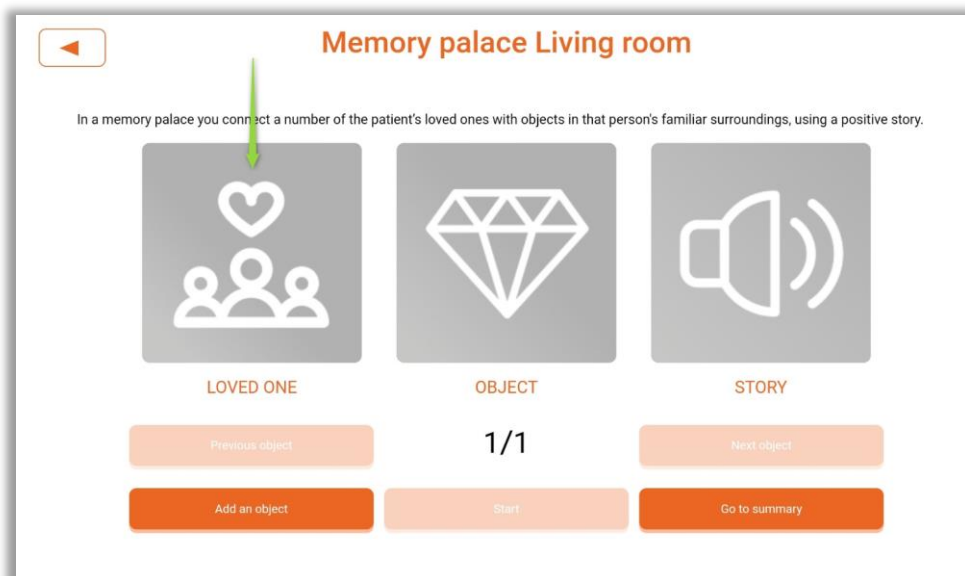 Memory palace Living room
In a memory palace you connect a number of the patient's loved ones with objects in that person's familiar surroundings, using a positive story.
LOVED ONE
OBJECT
STORY
Previous object
1/1
Next object
Add an object
Start
Go to summary